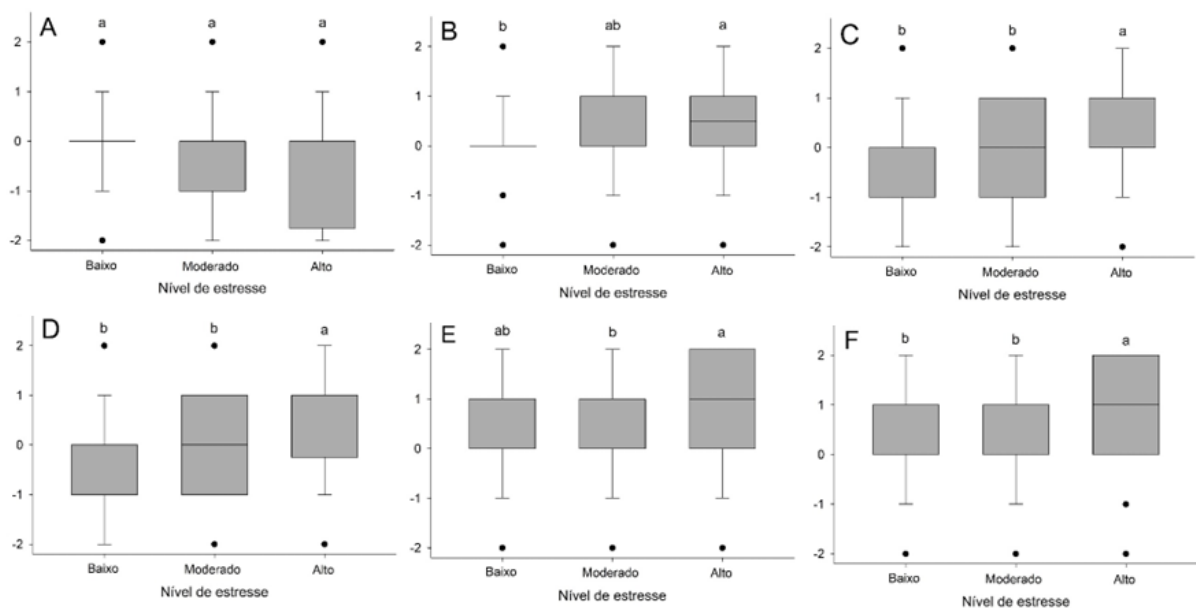 A
a a a
2
1
0
-1
-2
Baixo Moderado Alto
Nível de estresse
B
b ab a
2
1
0
-1
-2
Baixo Moderado Alto
Nível de estresse
C
b b a
2
1
0
-1
-2
Baixo Moderado Alto
Nível de estresse
D
b b a
2
1
0
-1
-2
Baixo Moderado Alto
Nível de estresse
E
ab b a
2
1
0
-1
-2
Baixo Moderado Alto
Nível de estresse
F
b b a
2
1
0
-1
-2
Baixo Moderado Alto
Nível de estresse